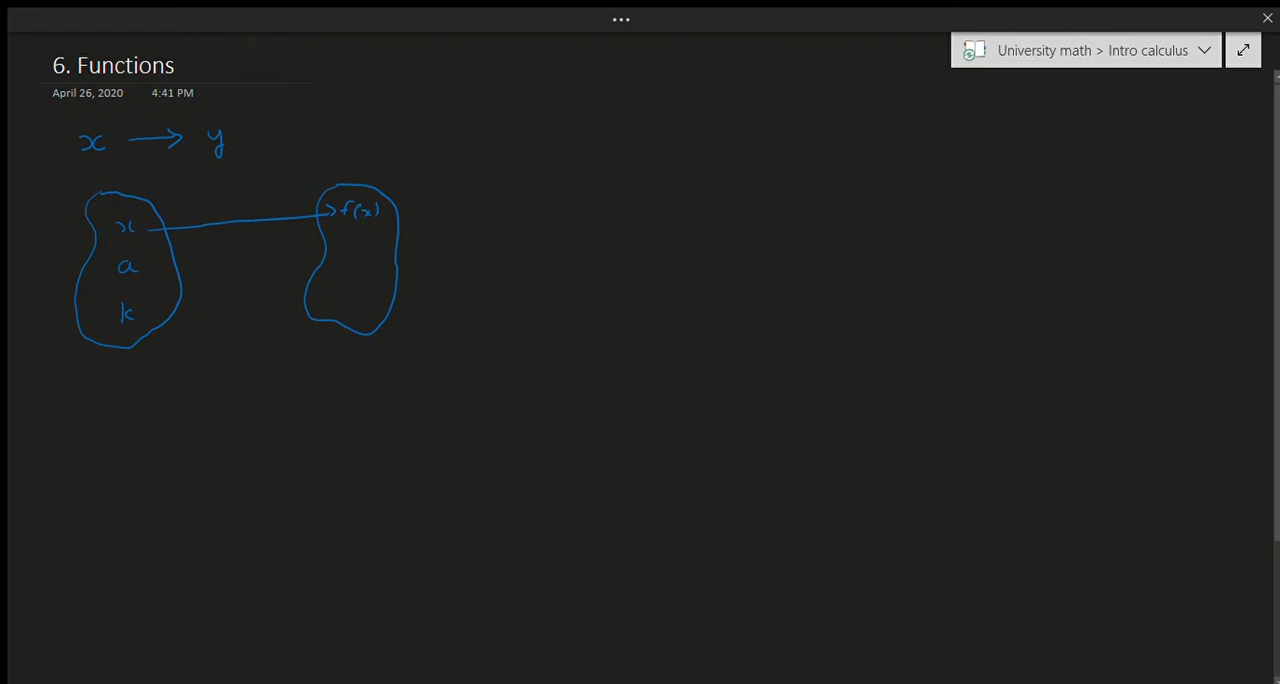 •••
University math > Intro calculus
6. Functions
April 26, 2020 4:41 PM
x → y
x → f(x)
a
k